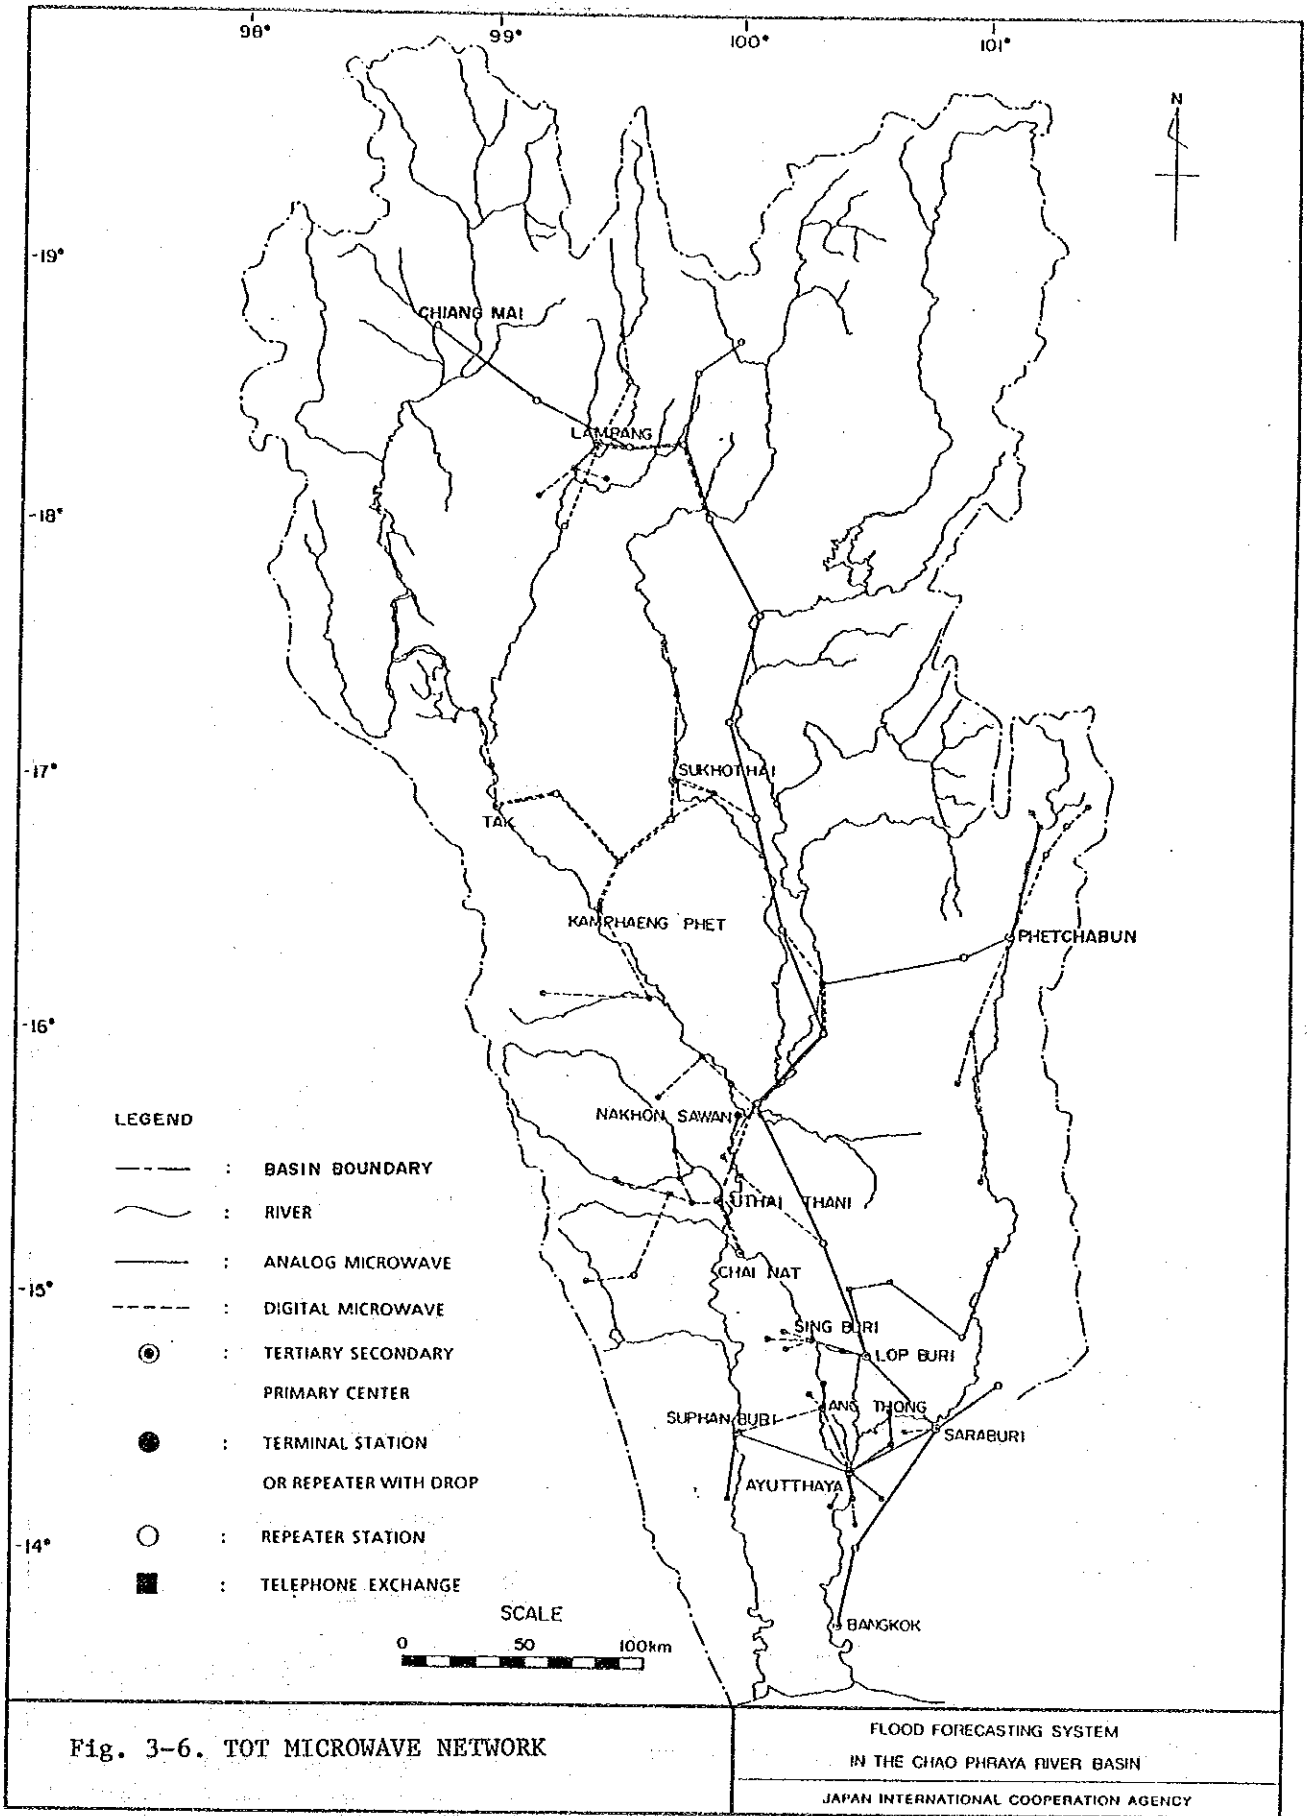 98° 99° 100° 101°
N
-19°
CHIANG MAI
LAMPANG
-18°
-17°
SUKHOTHAI
TAK
KAMPHAENG PHET
PHETCHABUN
-16°
NAKHON SAWAN
LEGEND
: BASIN BOUNDARY
: RIVER
: ANALOG MICROWAVE
: DIGITAL MICROWAVE
: TERTIARY SECONDARY
PRIMARY CENTER
: TERMINAL STATION
OR REPEATER WITH DROP
: REPEATER STATION
: TELEPHONE EXCHANGE
UTHAI THANI
CHAI NAT
-15°
SING BURI
LOP BURI
ANG THONG
SUPHAN BURI
SARABURI
AYUTTHAYA
-14°
BANGKOK
SCALE
0 50 100km
Fig. 3-6. TOT MICROWAVE NETWORK
FLOOD FORECASTING SYSTEM
IN THE CHAO PHRAYA RIVER BASIN
JAPAN INTERNATIONAL COOPERATION AGENCY